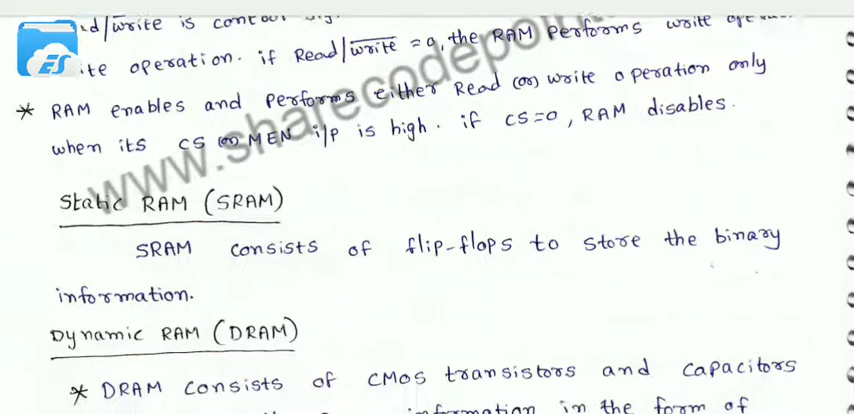 write is control
operation. if Read/write = 0, the RAM performs write
* RAM enables and performs either Read (or) write operation only
when its CS (or) MEN i/p is high. if CS=0, RAM disables.
www.sharecodepoint
Static RAM (SRAM)
SRAM consists of flip-flops to store the binary
information.
Dynamic RAM (DRAM)
* DRAM consists of CMOS transistors and capacitors
information in the form of
ES